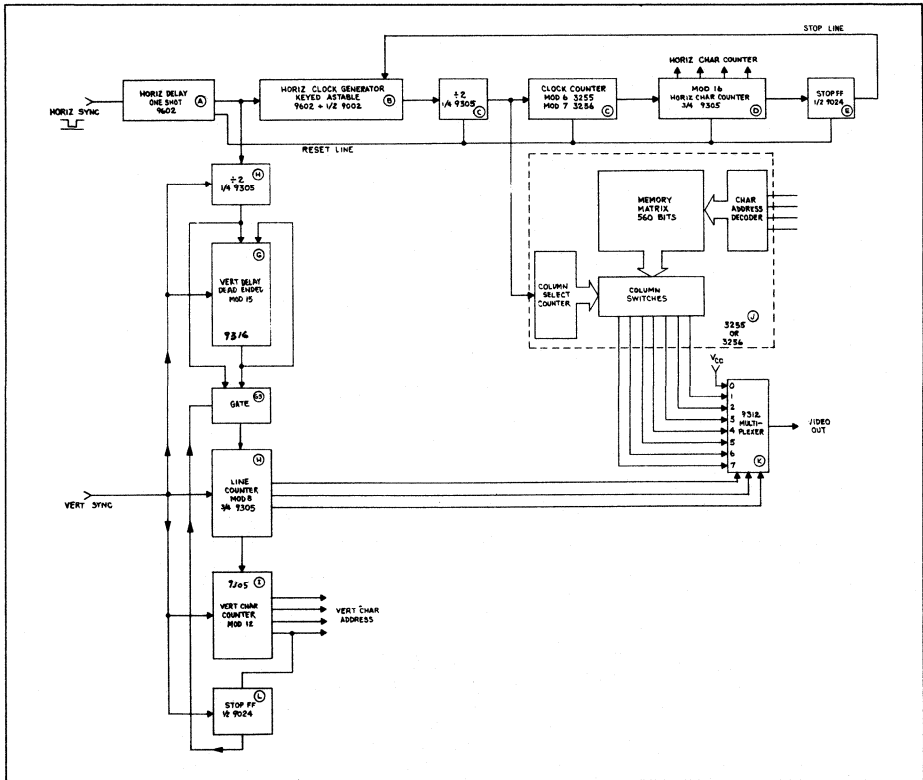 STOP LINE
HORIZ CHAR COUNTER
HORIZ DELAY
ONE SHOT
9602
A
HORIZ CLOCK GENERATOR
KEYED ASTABLE
9602 + 1/2 9002
B
÷2
1/4 9305
C
CLOCK COUNTER
MOD 6 3255
MOD 7 3256
C
MOD 16
HORIZ CHAR COUNTER
3/4 9305
D
STOP FF
1/2 9024
E
HORIZ SYNC
RESET LINE
÷2
1/4 9305
H
MEMORY
MATRIX
560 BITS
CHAR
ADDRESS
DECODER
VERT DELAY
DEAD ENDED
MOD 15
9316
G
COLUMN
SELECT
COUNTER
COLUMN
SWITCHES
J
3255
OR
3256
VCC
GATE
0
1
2
3
4
5
6
7
9312
MULTI-
PLEXER
K
VIDEO
OUT
LINE
COUNTER
MOD 8
3/4 9305
H
VERT SYNC
9305
I
VERT CHAR
COUNTER
MOD 12
VERT CHAR
ADDRESS
STOP FF
1/2 9024
L